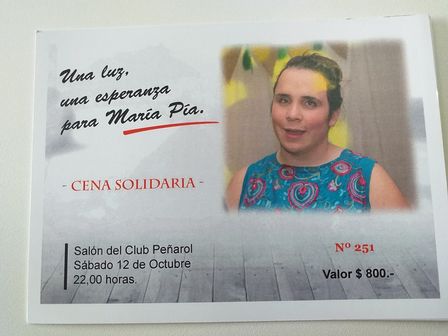 Una luz,
una esperanza
para María Pía.
- CENA SOLIDARIA -
Salón del Club Peñarol
Sábado 12 de Octubre
22,00 horas.
Nº 251
Valor $ 800.-